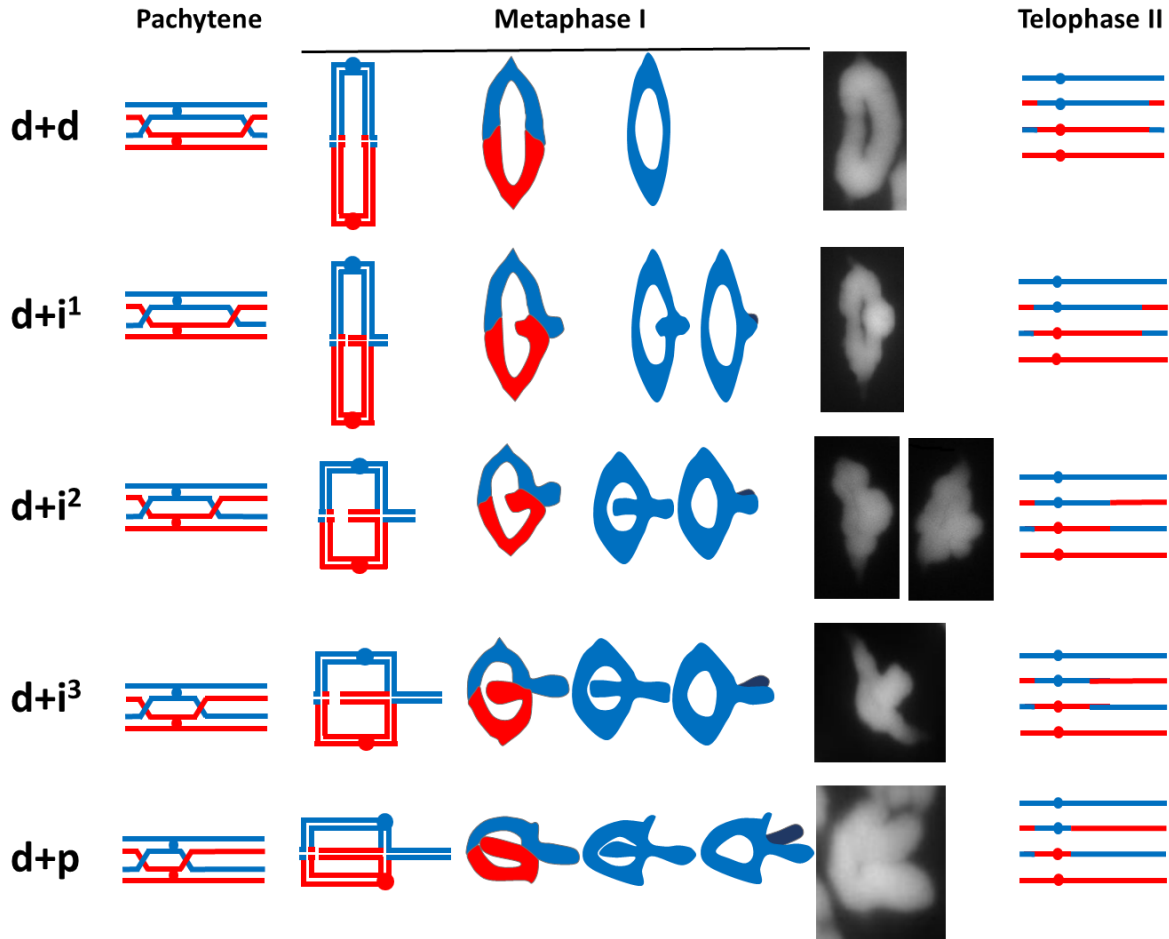 Pachytene
Metaphase I
Telophase II
d+d
d+i¹
d+i²
d+i³
d+p